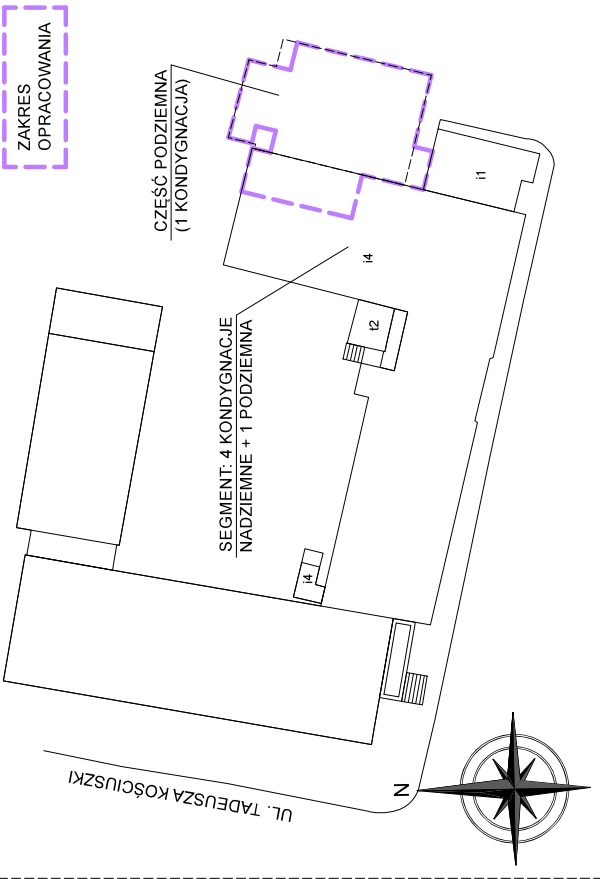 ZAKRES
OPRACOWANIA
CZĘŚĆ PODZIEMNA
(1 KONDYGNACJA)
i1
i4
t2
SEGMENT: 4 KONDYGNACJE
NADZIEMNE + 1 PODZIEMNA
i4
UL. TADEUSZA KOŚCIUSZKI
N